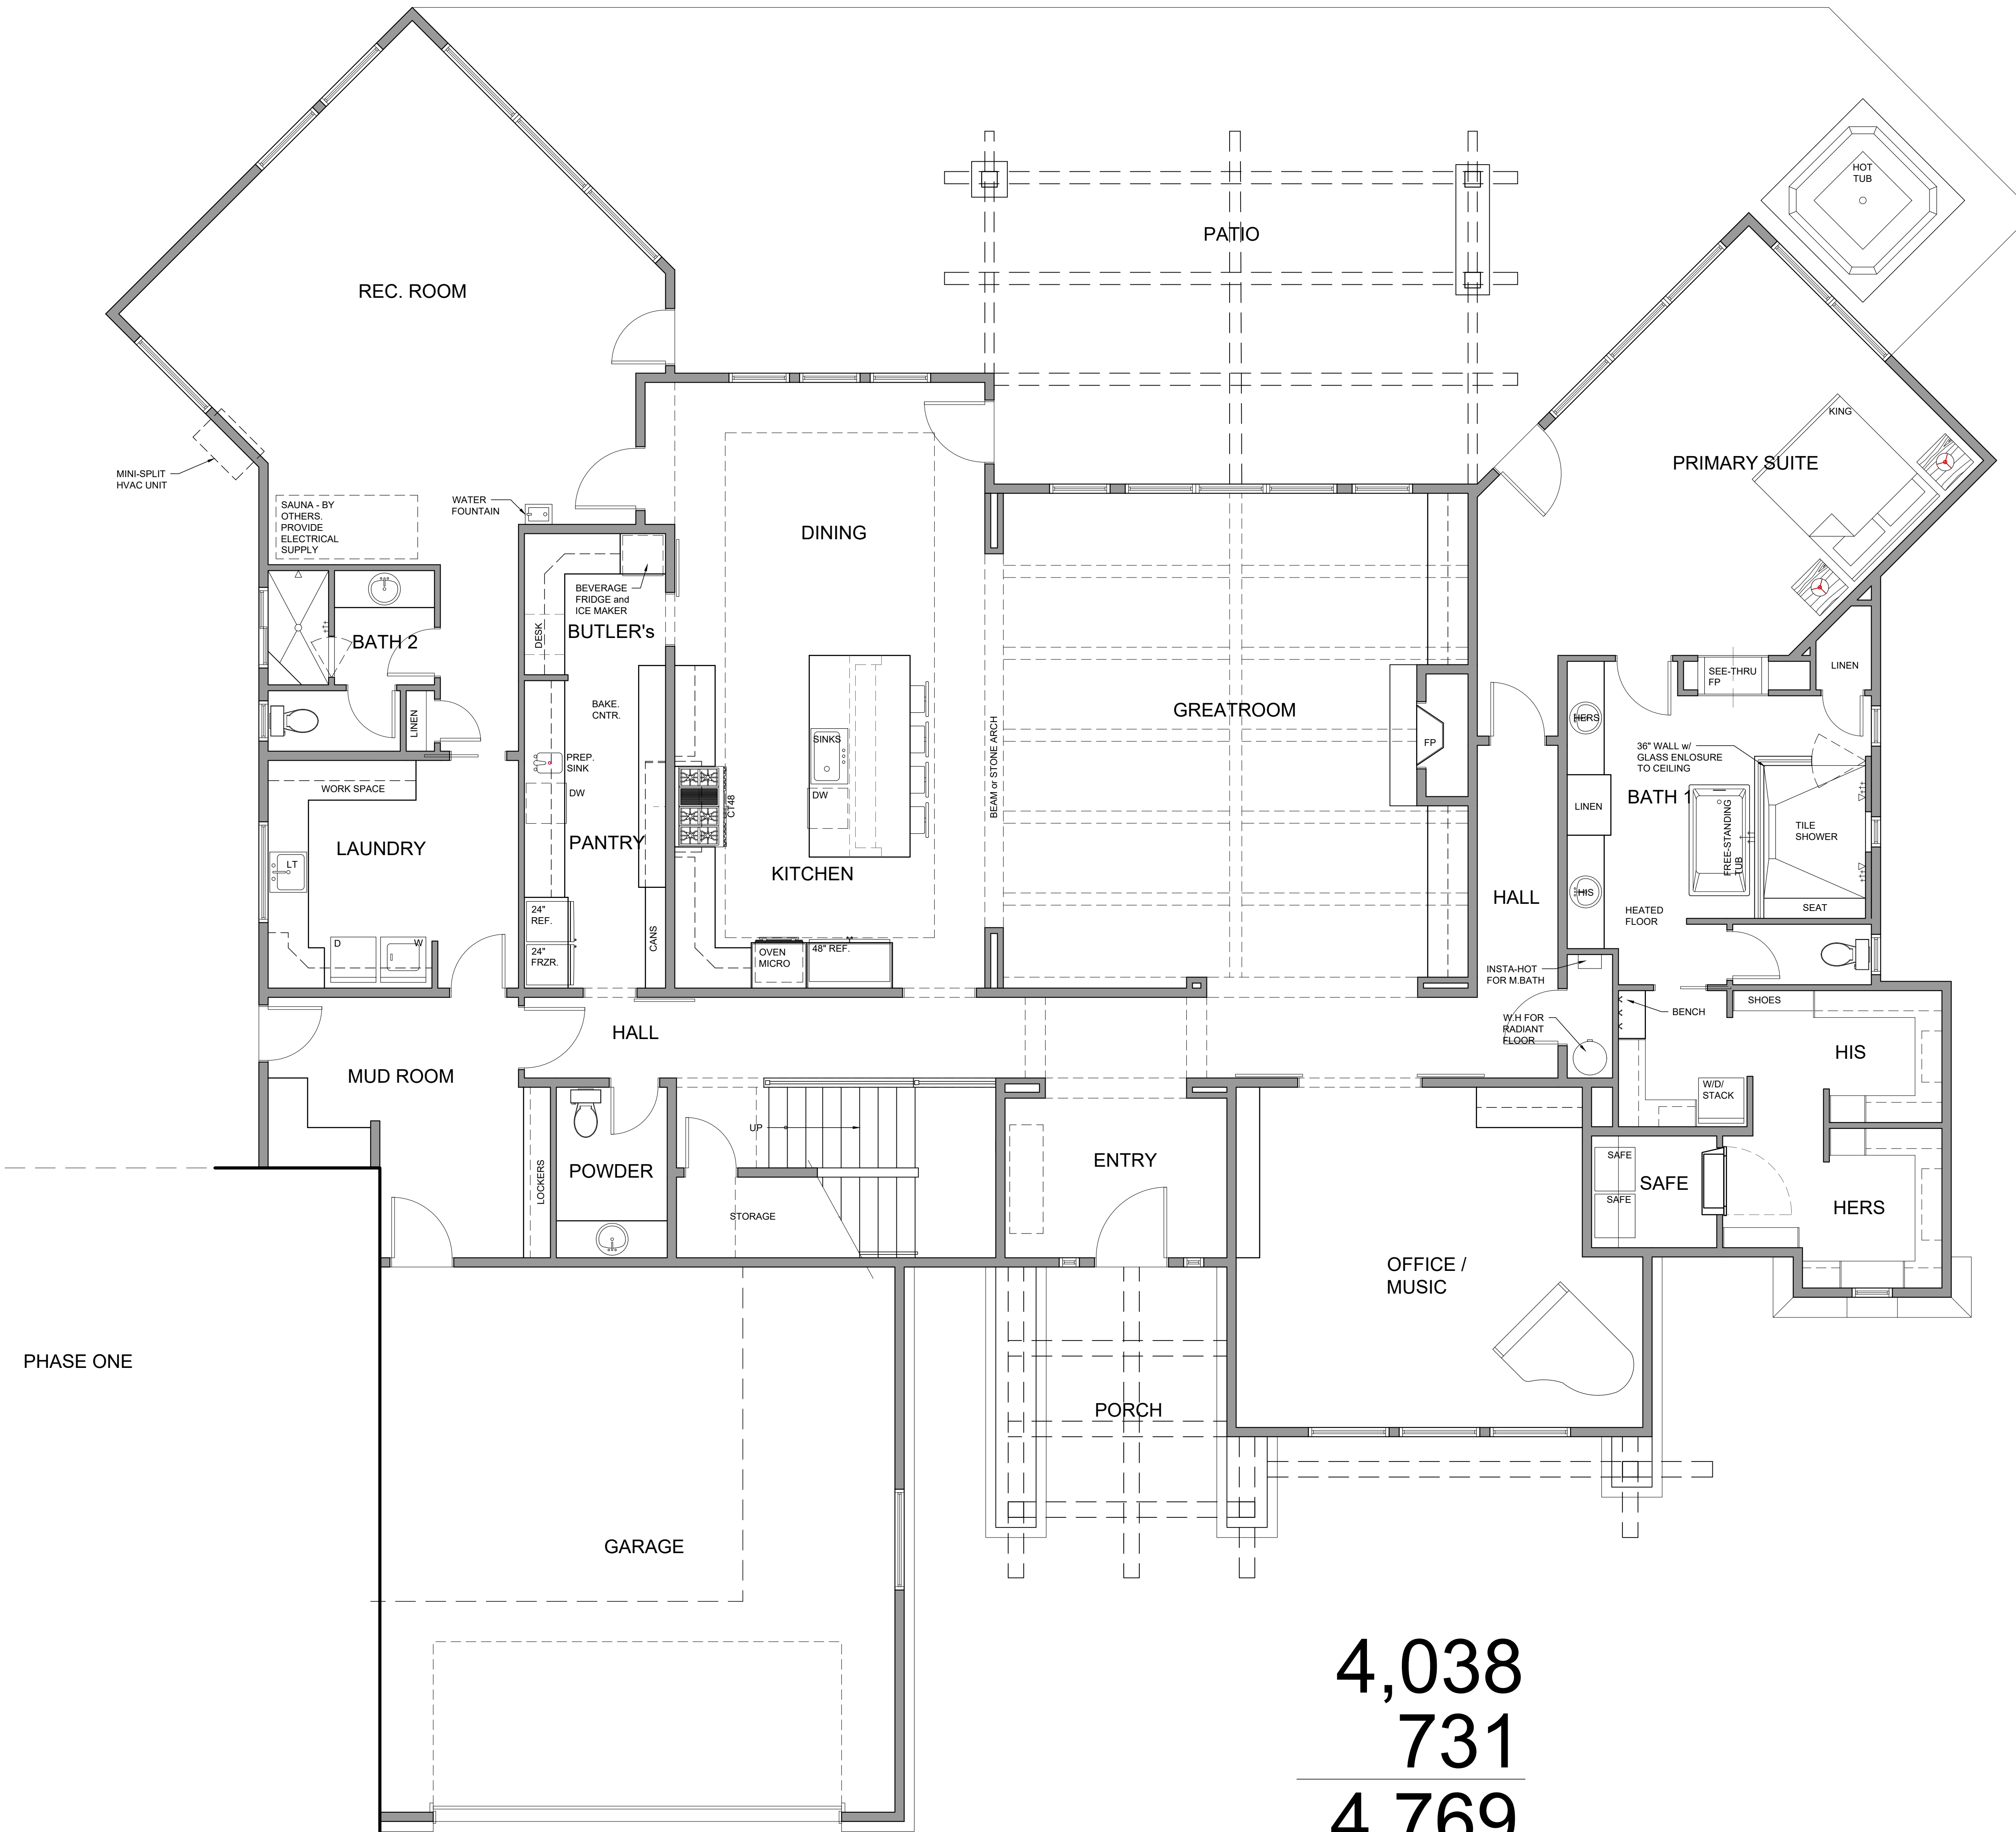 HOT
TUB
PATIO
REC. ROOM
KING
PRIMARY SUITE
MINI-SPLIT
HVAC UNIT
SAUNA - BY
OTHERS.
PROVIDE
ELECTRICAL
SUPPLY
WATER
FOUNTAIN
DINING
BEVERAGE
FRIDGE and
ICE MAKER
BUTLER's
DESK
BATH 2
LINEN
BAKE.
CNTR.
PREP.
SINK
DW
SINKS
DW
CT48
BEAM or STONE ARCH
GREATROOM
FP
SEE-THRU
FP
LINEN
HERS
36" WALL w/
GLASS ENLOSURE
TO CEILING
LINEN
BATH 1
FREE-STANDING
TUB
TILE
SHOWER
SEAT
HIS
HEATED
FLOOR
WORK SPACE
LAUNDRY
LT
D
W
PANTRY
24"
REF.
24"
FRZR.
CANS
KITCHEN
OVEN
MICRO
48" REF.
HALL
INSTA-HOT
FOR M.BATH
W.H FOR
RADIANT
FLOOR
BENCH
SHOES
HIS
W/D/
STACK
HALL
MUD ROOM
UP
LOCKERS
POWDER
STORAGE
ENTRY
SAFE
SAFE
SAFE
HERS
OFFICE /
MUSIC
PHASE ONE
PORCH
GARAGE
4,038
731
4,769